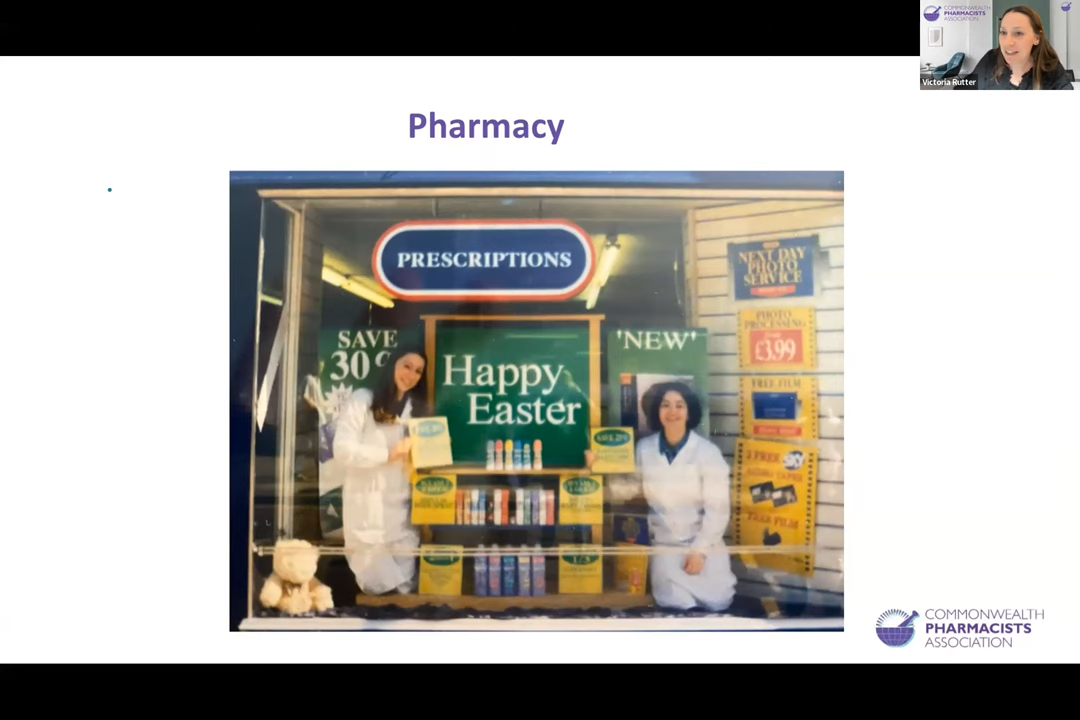 COMMONWEALTH
PHARMACISTS
ASSOCIATION
Victoria Rutter
Pharmacy
PRESCRIPTIONS
NEXT DAY
PHOTO
SERVICE
PHOTO
PROCESSING
£3.99
SAVE
30
'NEW'
Happy
Easter
FREE FILM
SKY
FREE FILM
COMMONWEALTH
PHARMACISTS
ASSOCIATION